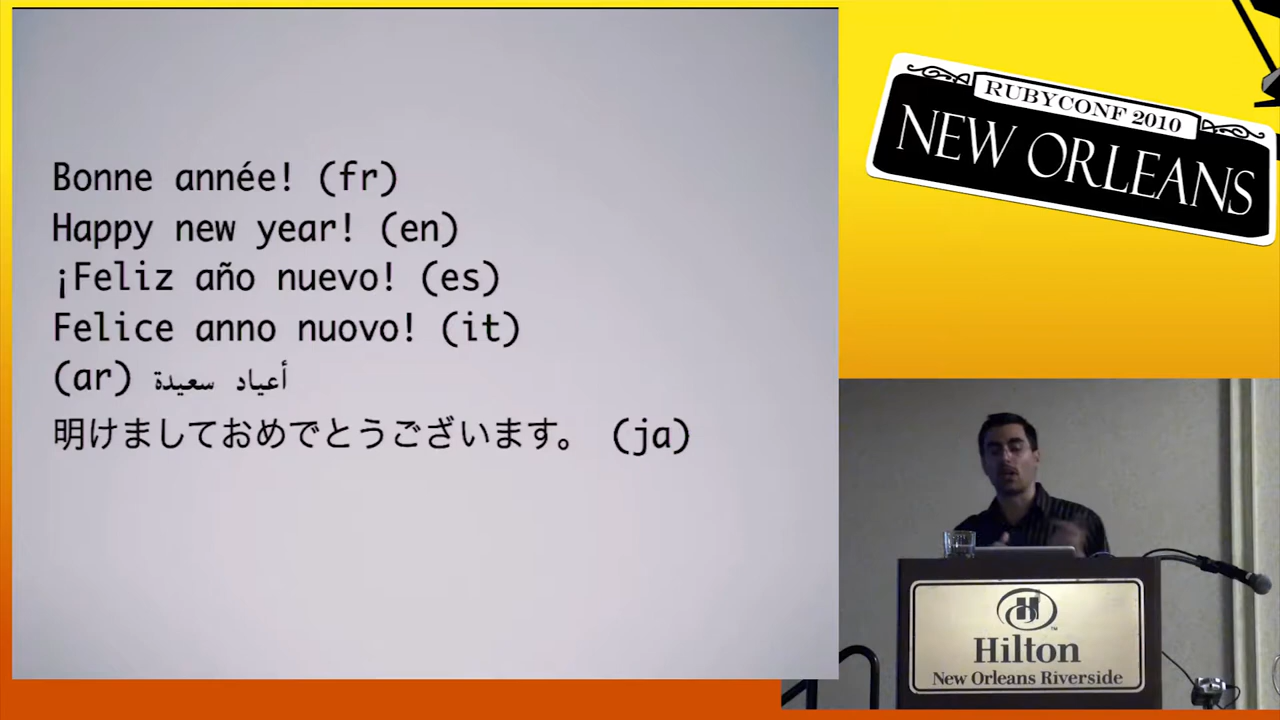 Bonne année! (fr)
Happy new year! (en)
¡Feliz año nuevo! (es)
Felice anno nuovo! (it)
(ar) أعياد سعيدة
明けましておめでとうございます。 (ja)
RUBYCONF 2010
NEW ORLEANS
H
Hilton
New Orleans Riverside